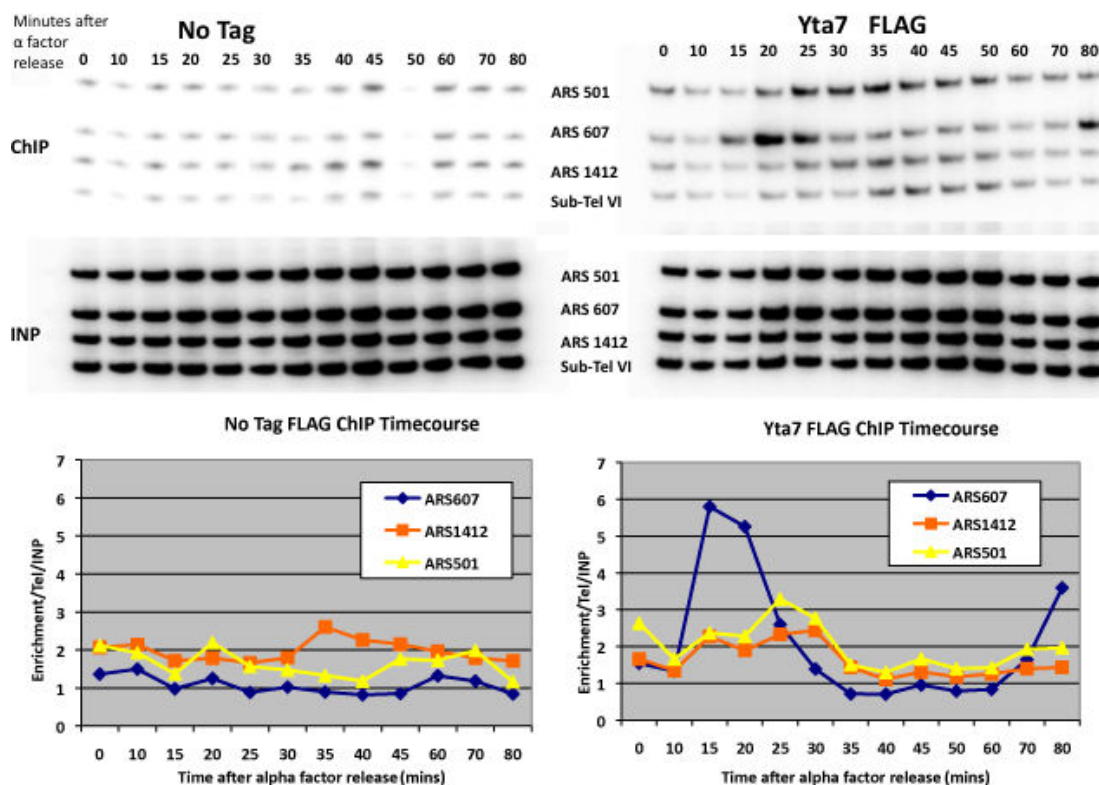 Minutes after
α factor
release
No Tag
0 10 15 20 25 30 35 40 45 50 60 70 80
Yta7 FLAG
0 10 15 20 25 30 35 40 45 50 60 70 80
ChIP
ARS 501
ARS 607
ARS 1412
Sub-Tel VI
INP
ARS 501
ARS 607
ARS 1412
Sub-Tel VI
No Tag FLAG ChIP Timecourse
Enrichment/Tel/INP
7
6
5
4
3
2
1
0
ARS607
ARS1412
ARS501
0 10 15 20 25 30 35 40 45 60 70 80
Time after alpha factor release (mins)
Yta7 FLAG ChIP Timecourse
Enrichment/Tel/INP
7
6
5
4
3
2
1
0
ARS607
ARS1412
ARS501
0 10 15 20 25 30 35 40 45 50 60 70 80
Time after alpha factor release (mins)